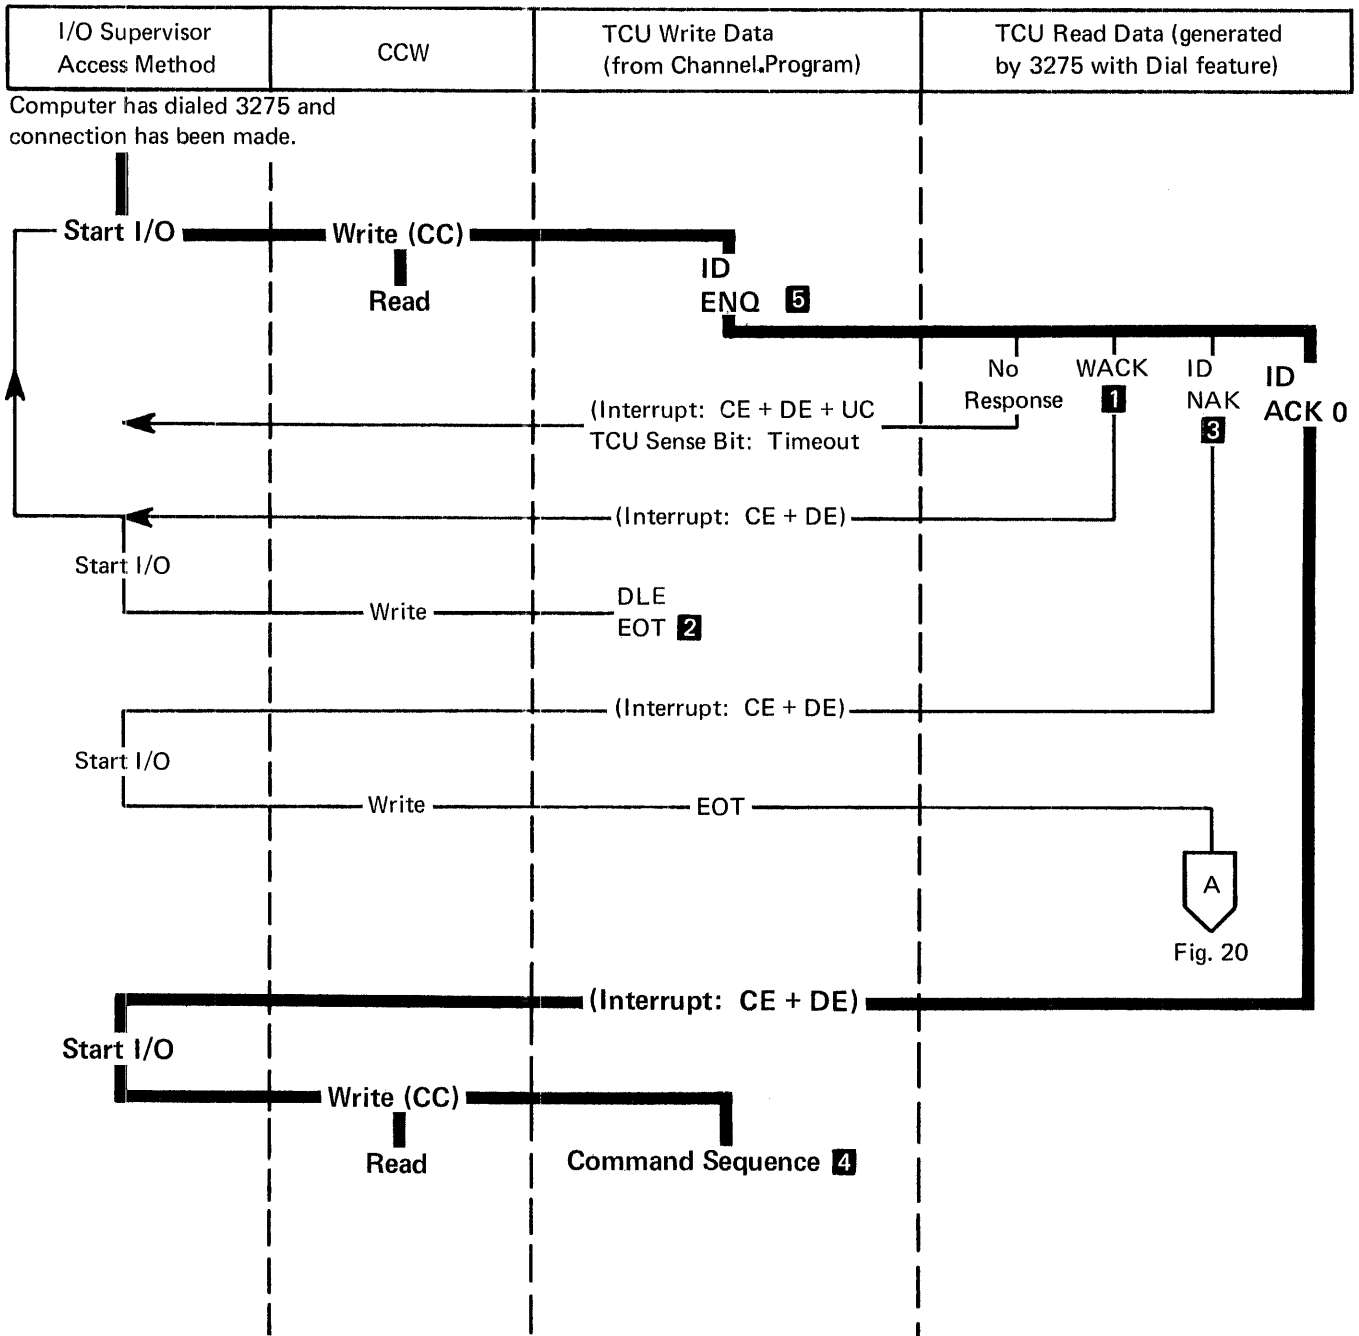 I/O Supervisor
Access Method
CCW
TCU Write Data
(from Channel.Program)
TCU Read Data (generated
by 3275 with Dial feature)
Computer has dialed 3275 and
connection has been made.
Start I/O
Write (CC)
Read
ID
ENQ 5
No
Response
WACK
1
ID
NAK
3
ID
ACK 0
(Interrupt: CE + DE + UC
TCU Sense Bit: Timeout
(Interrupt: CE + DE)
Start I/O
Write
DLE
EOT 2
(Interrupt: CE + DE)
Start I/O
Write
EOT
A
Fig. 20
(Interrupt: CE + DE)
Start I/O
Write (CC)
Read
Command Sequence 4